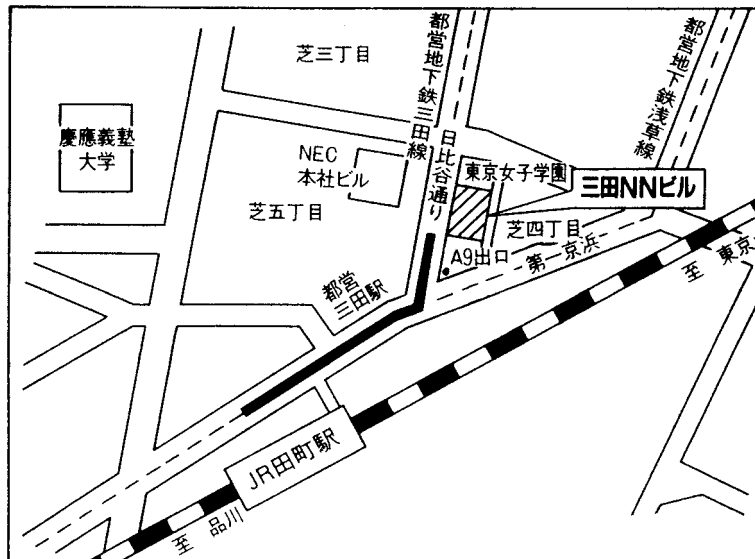 芝三丁目
都営地下鉄三田線
日比谷通り
都営地下鉄浅草線
慶應義塾
大学
NEC
本社ビル
東京女子学園
三田NNビル
芝五丁目
芝四丁目
A9出口
第一京浜
都営
三田駅
至 東京
JR田町駅
至 品川